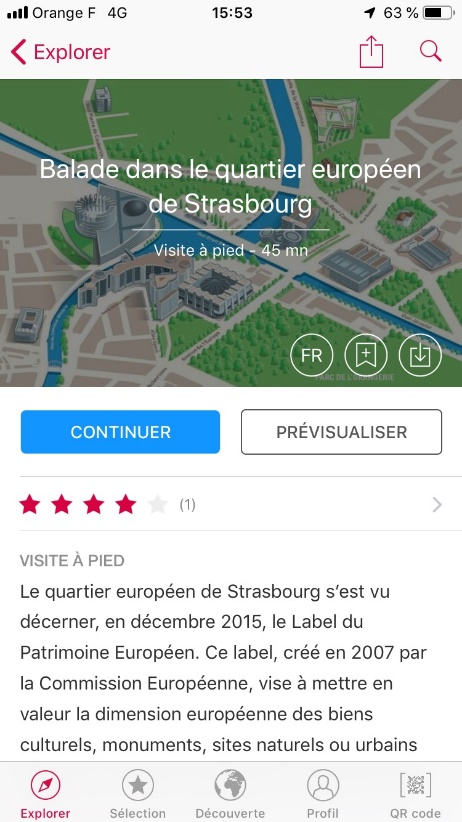 Orange F 4G 15:53 63 %
Explorer
Balade dans le quartier européen
de Strasbourg
Visite à pied - 45 mn
FR
PARC DE L'ORANGERIE
CONTINUER PRÉVISUALISER
(1)
VISITE À PIED
Le quartier européen de Strasbourg s'est vu
décerner, en décembre 2015, le Label du
Patrimoine Européen. Ce label, créé en 2007 par
la Commission Européenne, vise à mettre en
valeur la dimension européenne des biens
culturels, monuments, sites naturels ou urbains
Explorer Sélection Découverte Profil QR code